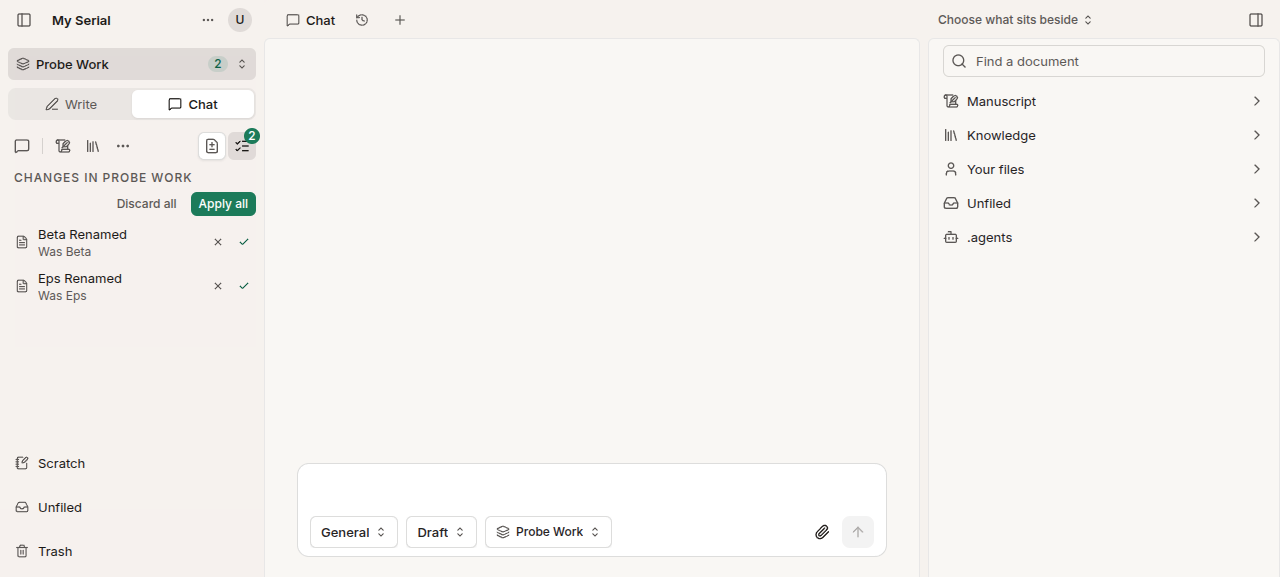 My Serial
U
Chat
Choose what sits beside
Probe Work
2
Find a document
Write
Chat
Manuscript
Knowledge
2
Your files
CHANGES IN PROBE WORK
Discard all
Apply all
Unfiled
Beta Renamed
Was Beta
.agents
Eps Renamed
Was Eps
Scratch
Unfiled
General
Draft
Probe Work
Trash